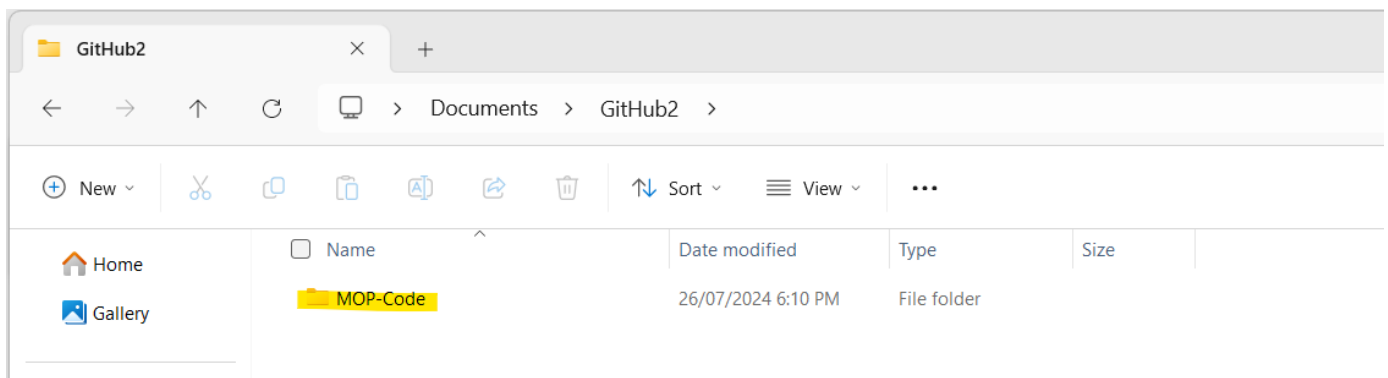 GitHub2
Documents > GitHub2 >
New Sort View ...
Name Date modified Type Size
Home
MOP-Code 26/07/2024 6:10 PM File folder
Gallery